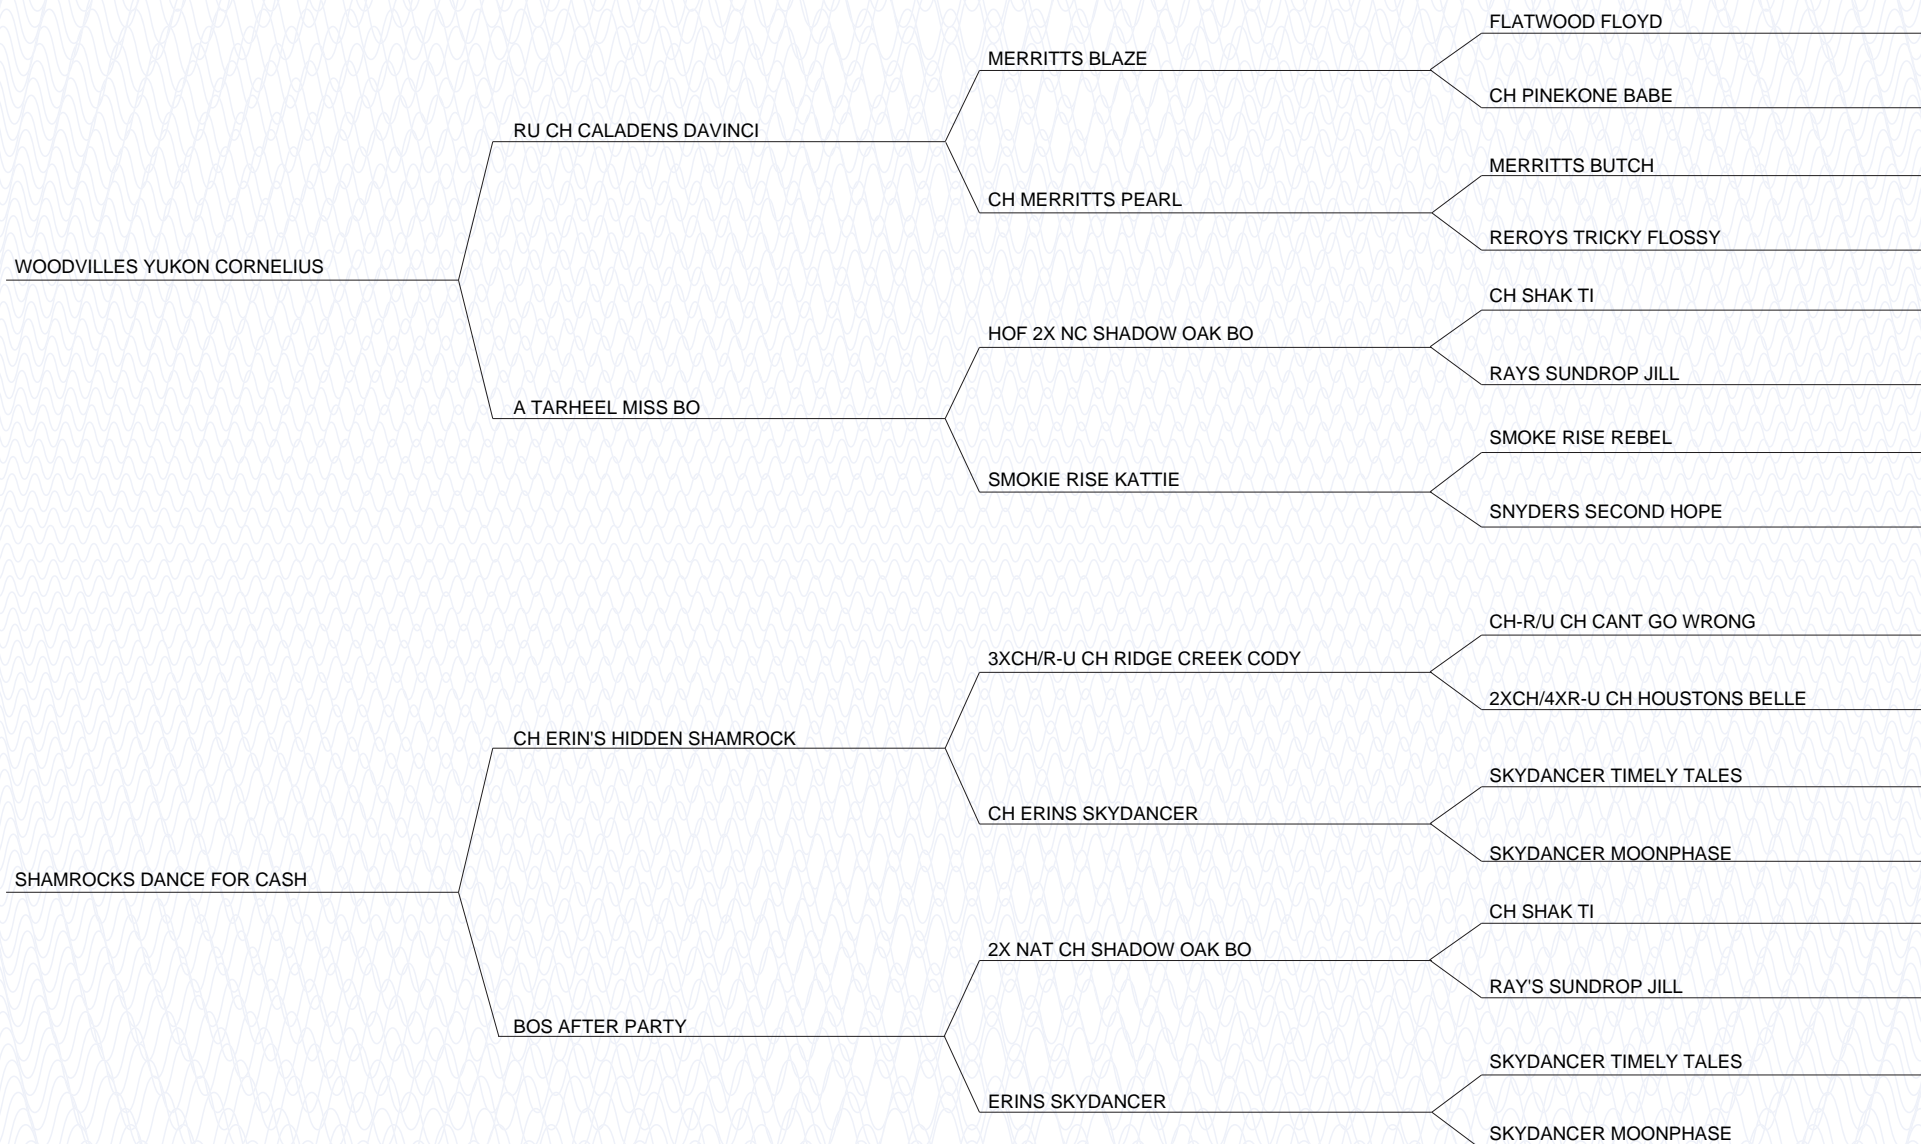 FLATWOOD FLOYD
MERRITTS BLAZE
CH PINEKONE BABE
RU CH CALADENS DAVINCI
MERRITTS BUTCH
CH MERRITTS PEARL
REROYS TRICKY FLOSSY
WOODVILLES YUKON CORNELIUS
CH SHAK TI
HOF 2X NC SHADOW OAK BO
RAYS SUNDROP JILL
A TARHEEL MISS BO
SMOKE RISE REBEL
SMOKIE RISE KATTIE
SNYDERS SECOND HOPE
CH-R/U CH CANT GO WRONG
3XCH/R-U CH RIDGE CREEK CODY
2XCH/4XR-U CH HOUSTONS BELLE
CH ERIN'S HIDDEN SHAMROCK
SKYDANCER TIMELY TALES
CH ERINS SKYDANCER
SKYDANCER MOONPHASE
SHAMROCKS DANCE FOR CASH
CH SHAK TI
2X NAT CH SHADOW OAK BO
RAY'S SUNDROP JILL
BOS AFTER PARTY
SKYDANCER TIMELY TALES
ERINS SKYDANCER
SKYDANCER MOONPHASE